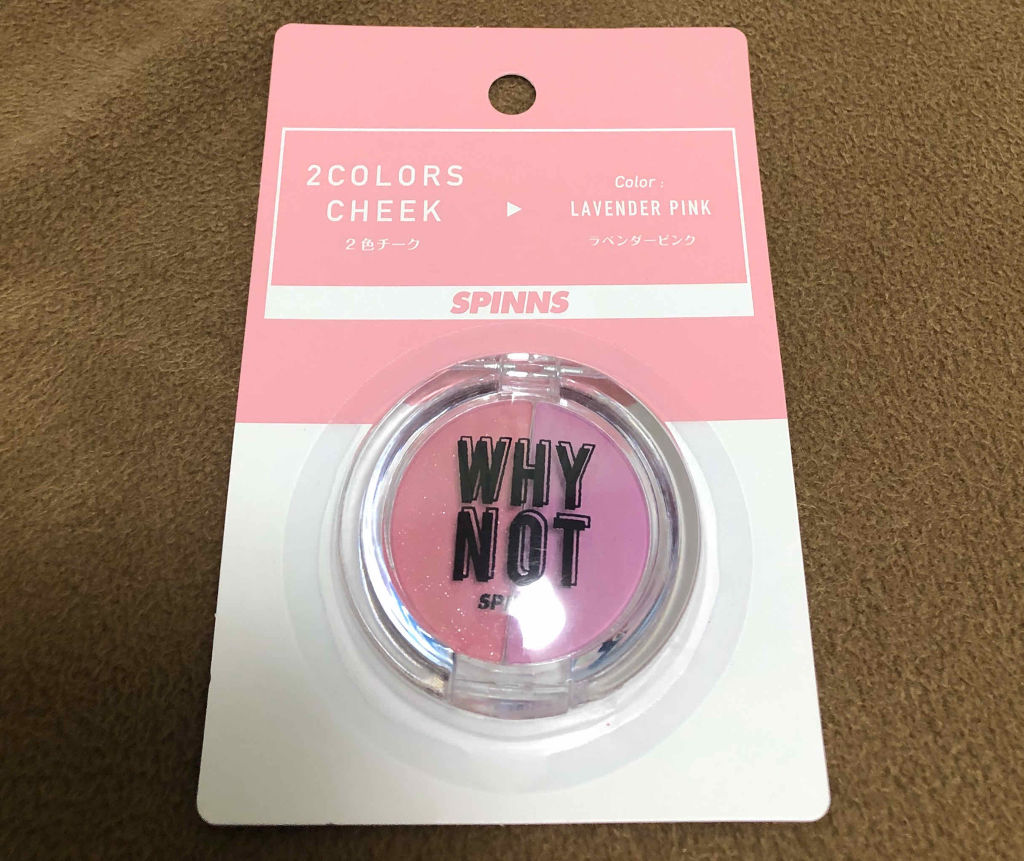 2COLORS
CHEEK
2色チーク
Color :
LAVENDER PINK
ラベンダーピンク
SPINNS
WHY
NOT